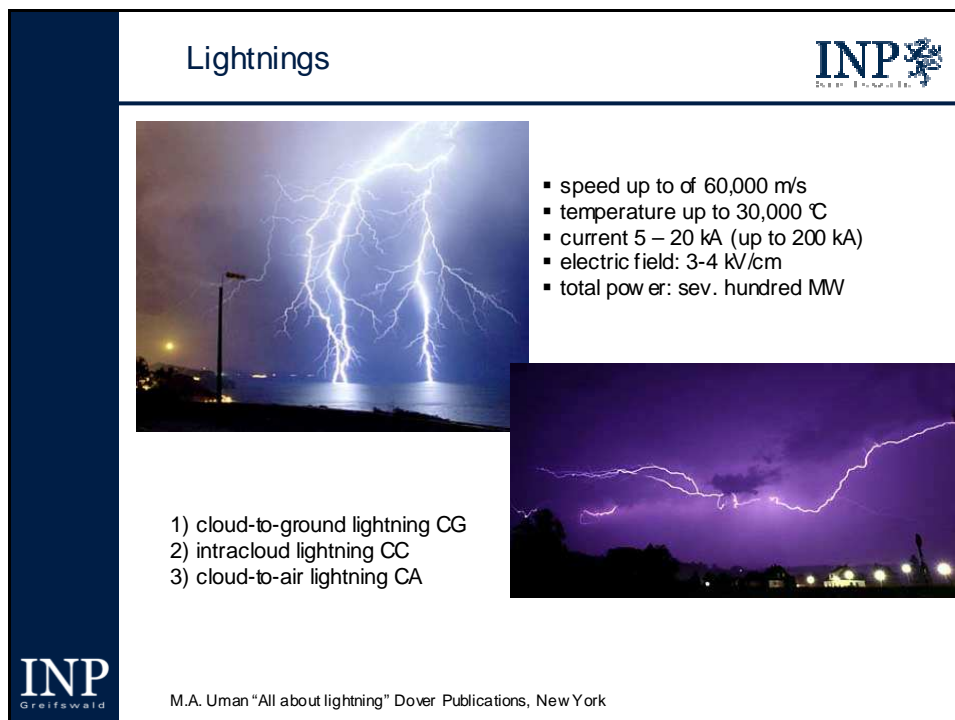 Lightnings
INP
Greifswald
▪ speed up to of 60,000 m/s
▪ temperature up to 30,000 °C
▪ current 5 – 20 kA (up to 200 kA)
▪ electric field: 3-4 kV/cm
▪ total power: sev. hundred MW
1) cloud-to-ground lightning CG
2) intracloud lightning CC
3) cloud-to-air lightning CA
INP
Greifswald
M.A. Uman “All about lightning” Dover Publications, New York